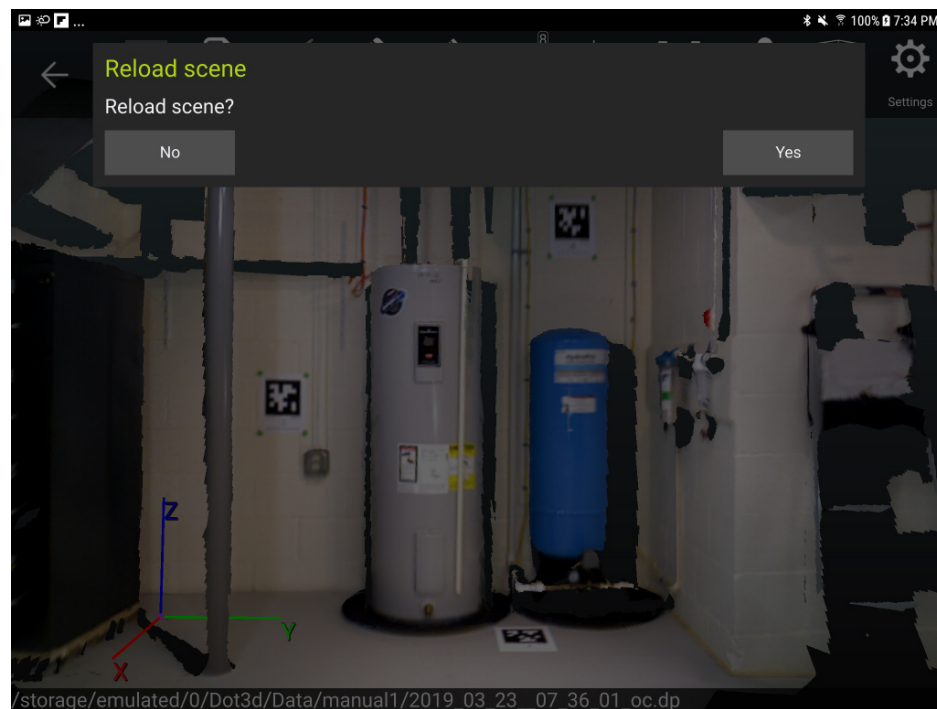 ... 100% 7:34 PM
8
Reload scene
Reload scene?
No Yes
Settings
Z
Y
X
/storage/emulated/0/Dot3d/Data/manual1/2019_03_23__07_36_01_oc.dp